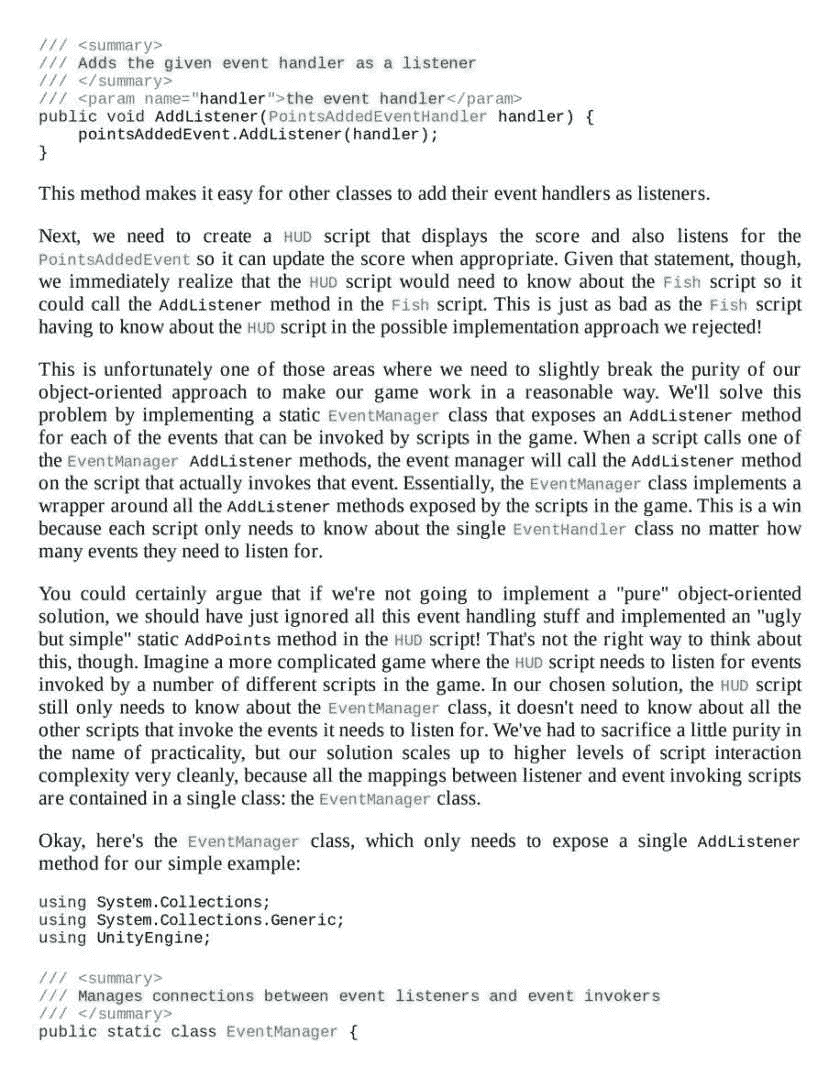 /// <summary>
/// Adds the given event handler as a listener
/// </summary>
/// <param name="handler">the event handler</param>
public void AddListener(PointsAddedEventHandler handler) {
    pointsAddedEvent.AddListener(handler);
}
This method makes it easy for other classes to add their event handlers as listeners.
Next, we need to create a HUD script that displays the score and also listens for the
PointsAddedEvent so it can update the score when appropriate. Given that statement, though,
we immediately realize that the HUD script would need to know about the Fish script so it
could call the AddListener method in the Fish script. This is just as bad as the Fish script
having to know about the HUD script in the possible implementation approach we rejected!
This is unfortunately one of those areas where we need to slightly break the purity of our
object-oriented approach to make our game work in a reasonable way. We'll solve this
problem by implementing a static EventManager class that exposes an AddListener method
for each of the events that can be invoked by scripts in the game. When a script calls one of
the EventManager AddListener methods, the event manager will call the AddListener method
on the script that actually invokes that event. Essentially, the EventManager class implements a
wrapper around all the AddListener methods exposed by the scripts in the game. This is a win
because each script only needs to know about the single EventHandler class no matter how
many events they need to listen for.
You could certainly argue that if we're not going to implement a "pure" object-oriented
solution, we should have just ignored all this event handling stuff and implemented an "ugly
but simple" static AddPoints method in the HUD script! That's not the right way to think about
this, though. Imagine a more complicated game where the HUD script needs to listen for events
invoked by a number of different scripts in the game. In our chosen solution, the HUD script
still only needs to know about the EventManager class, it doesn't need to know about all the
other scripts that invoke the events it needs to listen for. We've had to sacrifice a little purity in
the name of practicality, but our solution scales up to higher levels of script interaction
complexity very cleanly, because all the mappings between listener and event invoking scripts
are contained in a single class: the EventManager class.
Okay, here's the EventManager class, which only needs to expose a single AddListener
method for our simple example:
using System.Collections;
using System.Collections.Generic;
using UnityEngine;
/// <summary>
/// Manages connections between event listeners and event invokers
/// </summary>
public static class EventManager {